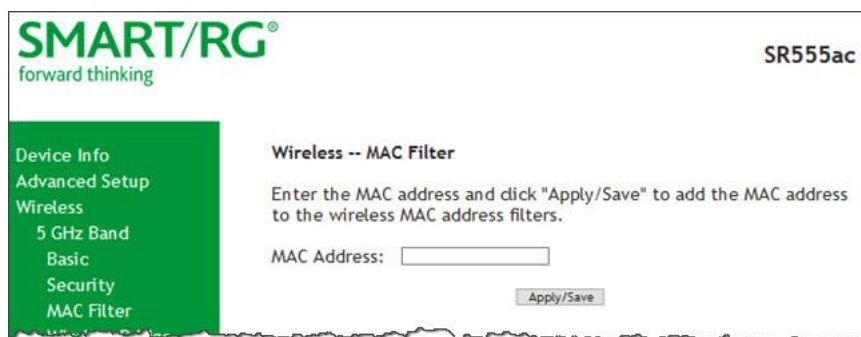 SMART/RG®
forward thinking
SR555ac
Device Info
Advanced Setup
Wireless
5 GHz Band
Basic
Security
MAC Filter
Wireless -- MAC Filter
Enter the MAC address and click "Apply/Save" to add the MAC address
to the wireless MAC address filters.
MAC Address:
Apply/Save